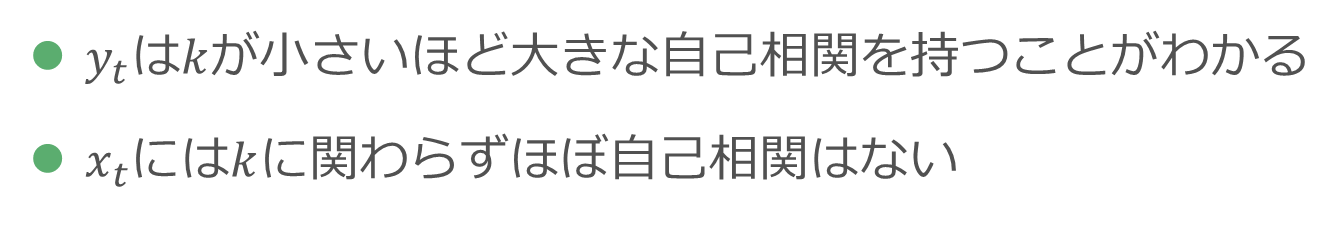 ● y_tはkが小さいほど大きな自己相関を持つことがわかる
● x_tにはkに関わらずほぼ自己相関はない